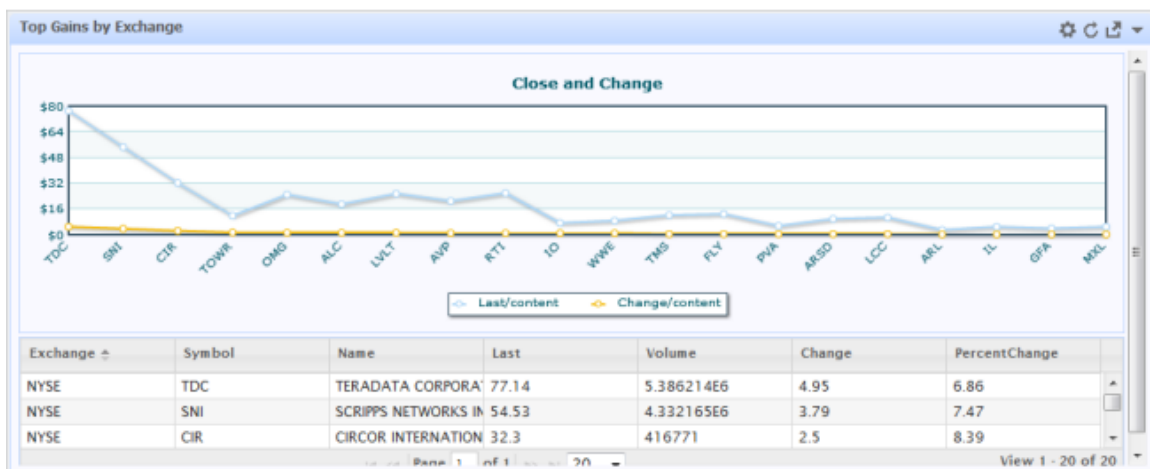 Top Gains by Exchange
Close and Change
$80
$64
$48
$32
$16
$0
TDC SNI CIR TOWR OMG ALC LVLT AVP RTI IO WWE TMS FLY PVA ARSD LCC ARL IL GFA MXL
Last/content Change/content
Exchange Symbol Name Last Volume Change PercentChange
NYSE TDC TERADATA CORPORA 77.14 5.386214E6 4.95 6.86
NYSE SNI SCRIPPS NETWORKS IN 54.53 4.332165E6 3.79 7.47
NYSE CIR CIRCOR INTERNATION 32.3 416771 2.5 8.39
Page 1 of 1 20 View 1 - 20 of 20